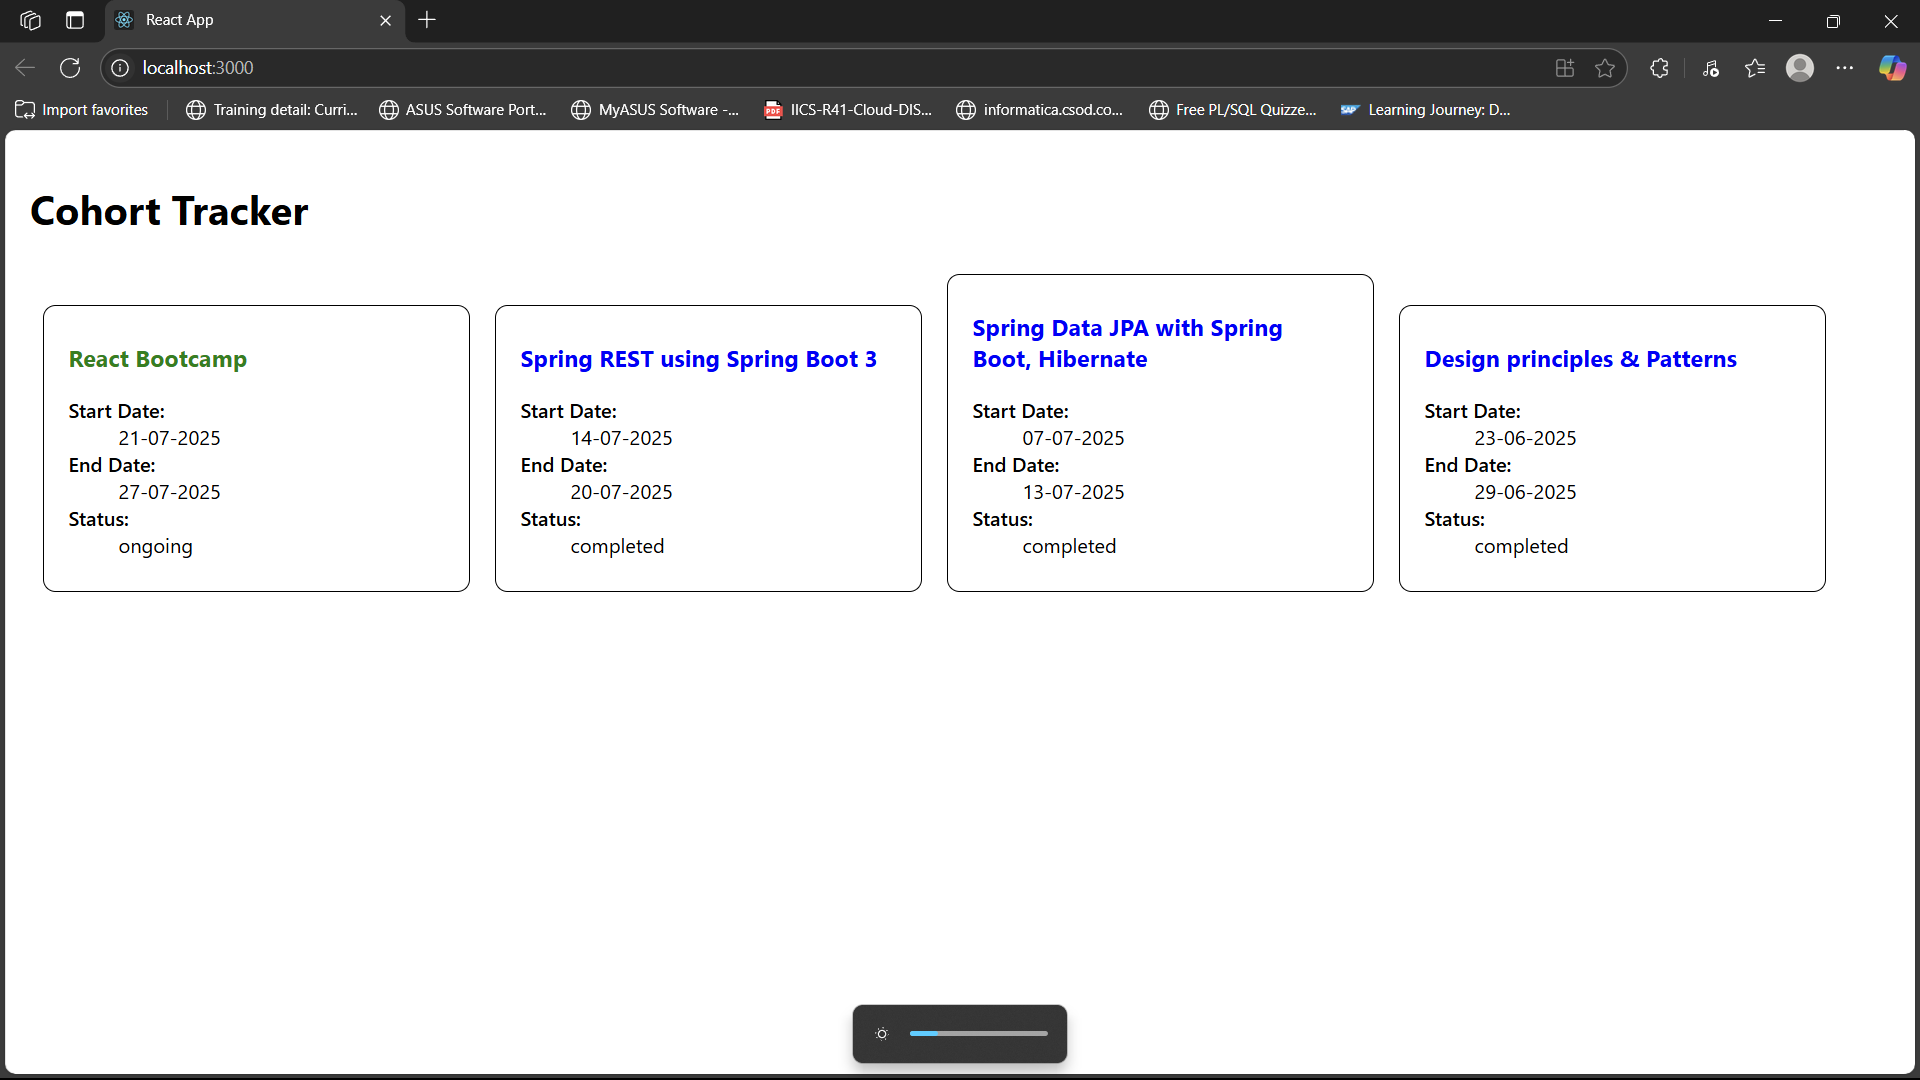 React App
localhost:3000
Import favorites
Training detail: Curri...
ASUS Software Port...
MyASUS Software -...
PDF
IICS-R41-Cloud-DIS...
informatica.csod.co...
Free PL/SQL Quizze...
SAP
Learning Journey: D...
Cohort Tracker
React Bootcamp
Start Date:
21-07-2025
End Date:
27-07-2025
Status:
ongoing
Spring REST using Spring Boot 3
Start Date:
14-07-2025
End Date:
20-07-2025
Status:
completed
Spring Data JPA with Spring
Boot, Hibernate
Start Date:
07-07-2025
End Date:
13-07-2025
Status:
completed
Design principles & Patterns
Start Date:
23-06-2025
End Date:
29-06-2025
Status:
completed